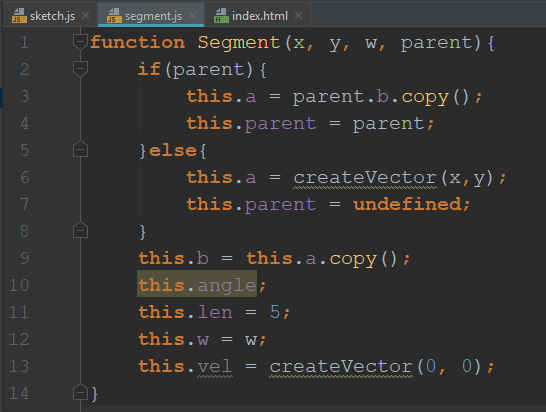 sketch.js segment.js index.html
1 function Segment(x, y, w, parent){
2 if(parent){
3 this.a = parent.b.copy();
4 this.parent = parent;
5 }else{
6 this.a = createVector(x,y);
7 this.parent = undefined;
8 }
9 this.b = this.a.copy();
10 this.angle;
11 this.len = 5;
12 this.w = w;
13 this.vel = createVector(0, 0);
14 }